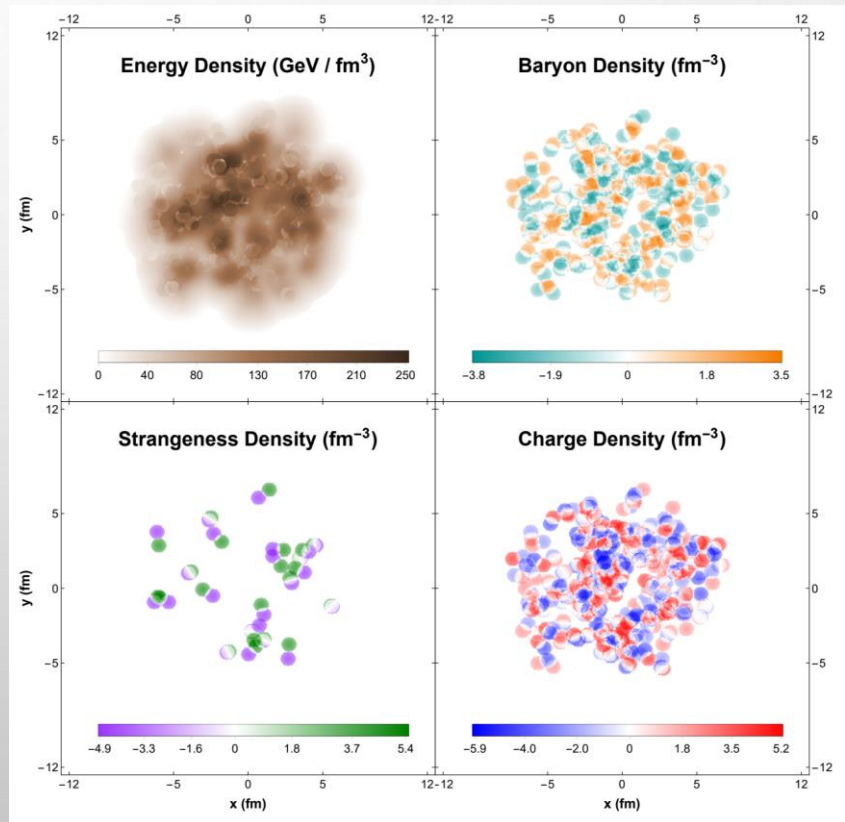 −12 −5 0 5 12
−12 −5 0 5 12
12
Energy Density (GeV / fm³)
Baryon Density (fm⁻³)
12
5
5
y (fm)
0
0
−5
−5
0 40 80 130 170 210 250
−3.8 −1.9 0 1.8 3.5
−12
−12
12
Strangeness Density (fm⁻³)
Charge Density (fm⁻³)
12
5
5
y (fm)
0
0
−5
−5
−4.9 −3.3 −1.6 0 1.8 3.7 5.4
−5.9 −4.0 −2.0 0 1.8 3.5 5.2
−12
−12
−12 −5 0 5 12
−12 −5 0 5 12
x (fm)
x (fm)